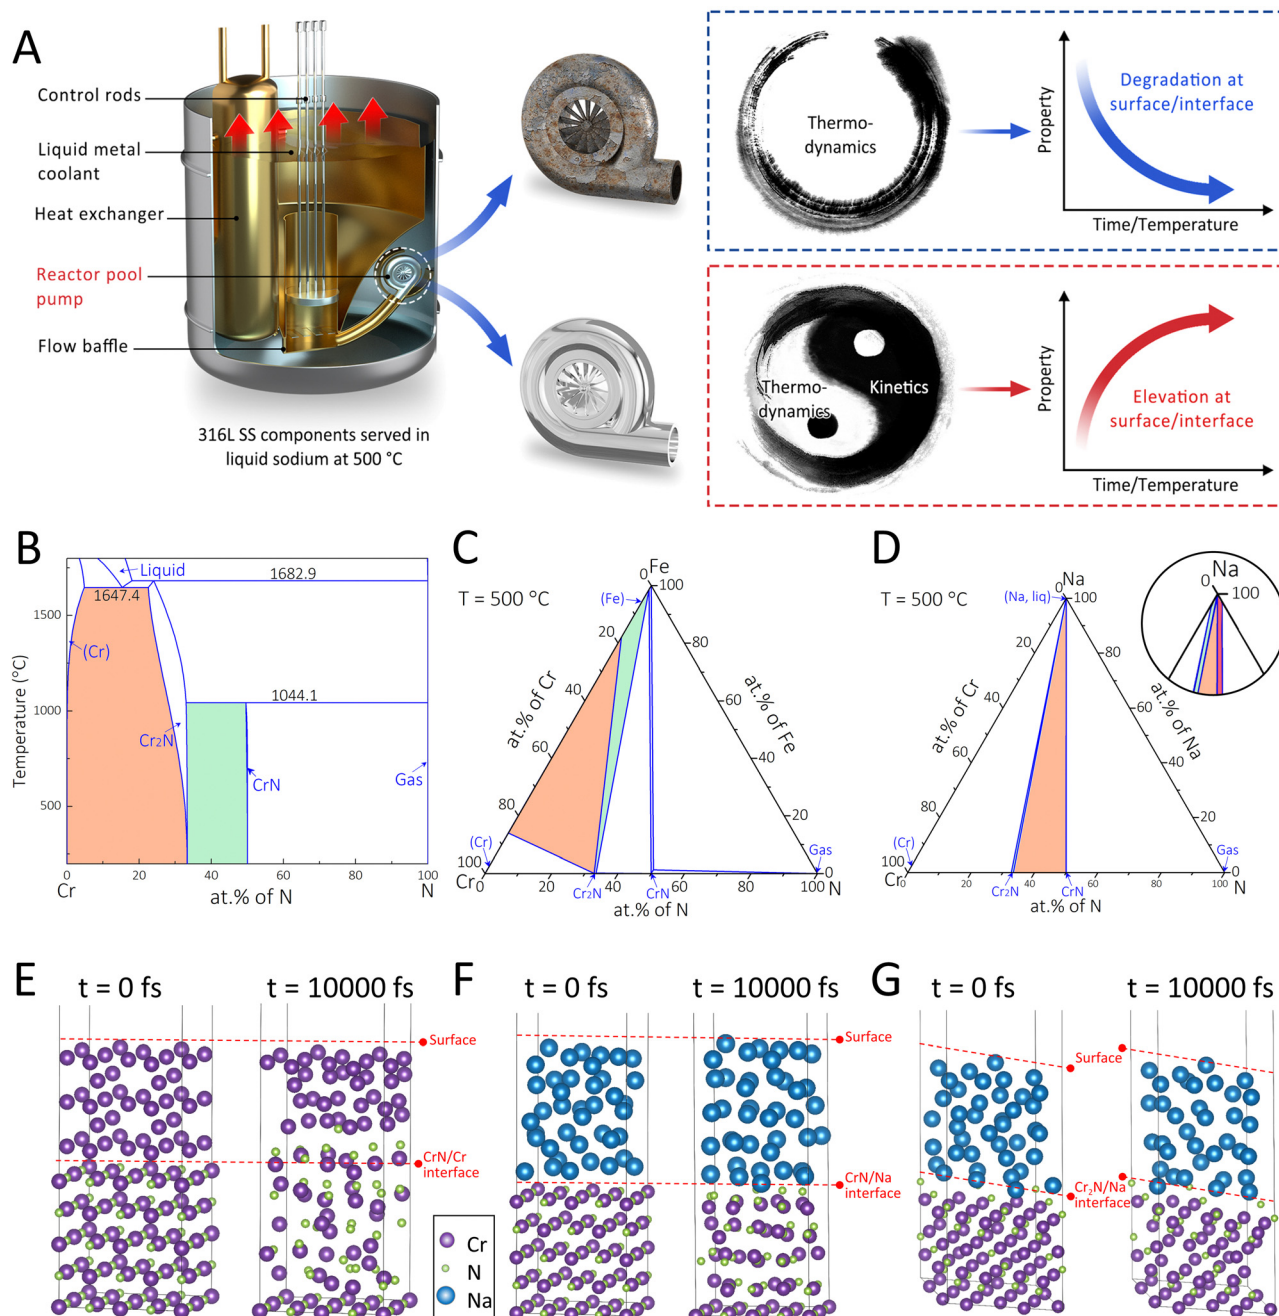 A
Control rods
Liquid metal
coolant
Heat exchanger
Reactor pool
pump
Flow baffle
316L SS components served in
liquid sodium at 500 °C
Thermo-
dynamics
Property
Degradation at
surface/interface
Time/Temperature
Thermo-
dynamics
Kinetics
Property
Elevation at
surface/interface
Time/Temperature
B
Temperature (°C)
1500
1000
500
Liquid
1682.9
1647.4
(Cr)
1044.1
Cr₂N
CrN
Gas
0 20 40 60 80 100
Cr
at.% of N
N
C
T = 500 °C
Fe
0
100
(Fe)
20
80
40
60
at.% of Cr
at.% of Fe
60
40
80
20
(Cr)
100
Gas
0
Cr
0 20 40 60 80 100
N
Cr₂N
CrN
at.% of N
D
T = 500 °C
Na
0
100
(Na, liq)
20
80
40
60
at.% of Cr
at.% of Na
60
40
80
20
(Cr)
100
Gas
0
Cr
0 20 40 60 80 100
N
Cr₂N
CrN
at.% of N
Na
0
100
E
t = 0 fs
t = 10000 fs
Surface
CrN/Cr
interface
F
t = 0 fs
t = 10000 fs
Surface
CrN/Na
interface
Cr
N
Na
G
t = 0 fs
t = 10000 fs
Surface
Cr₂N/Na
interface